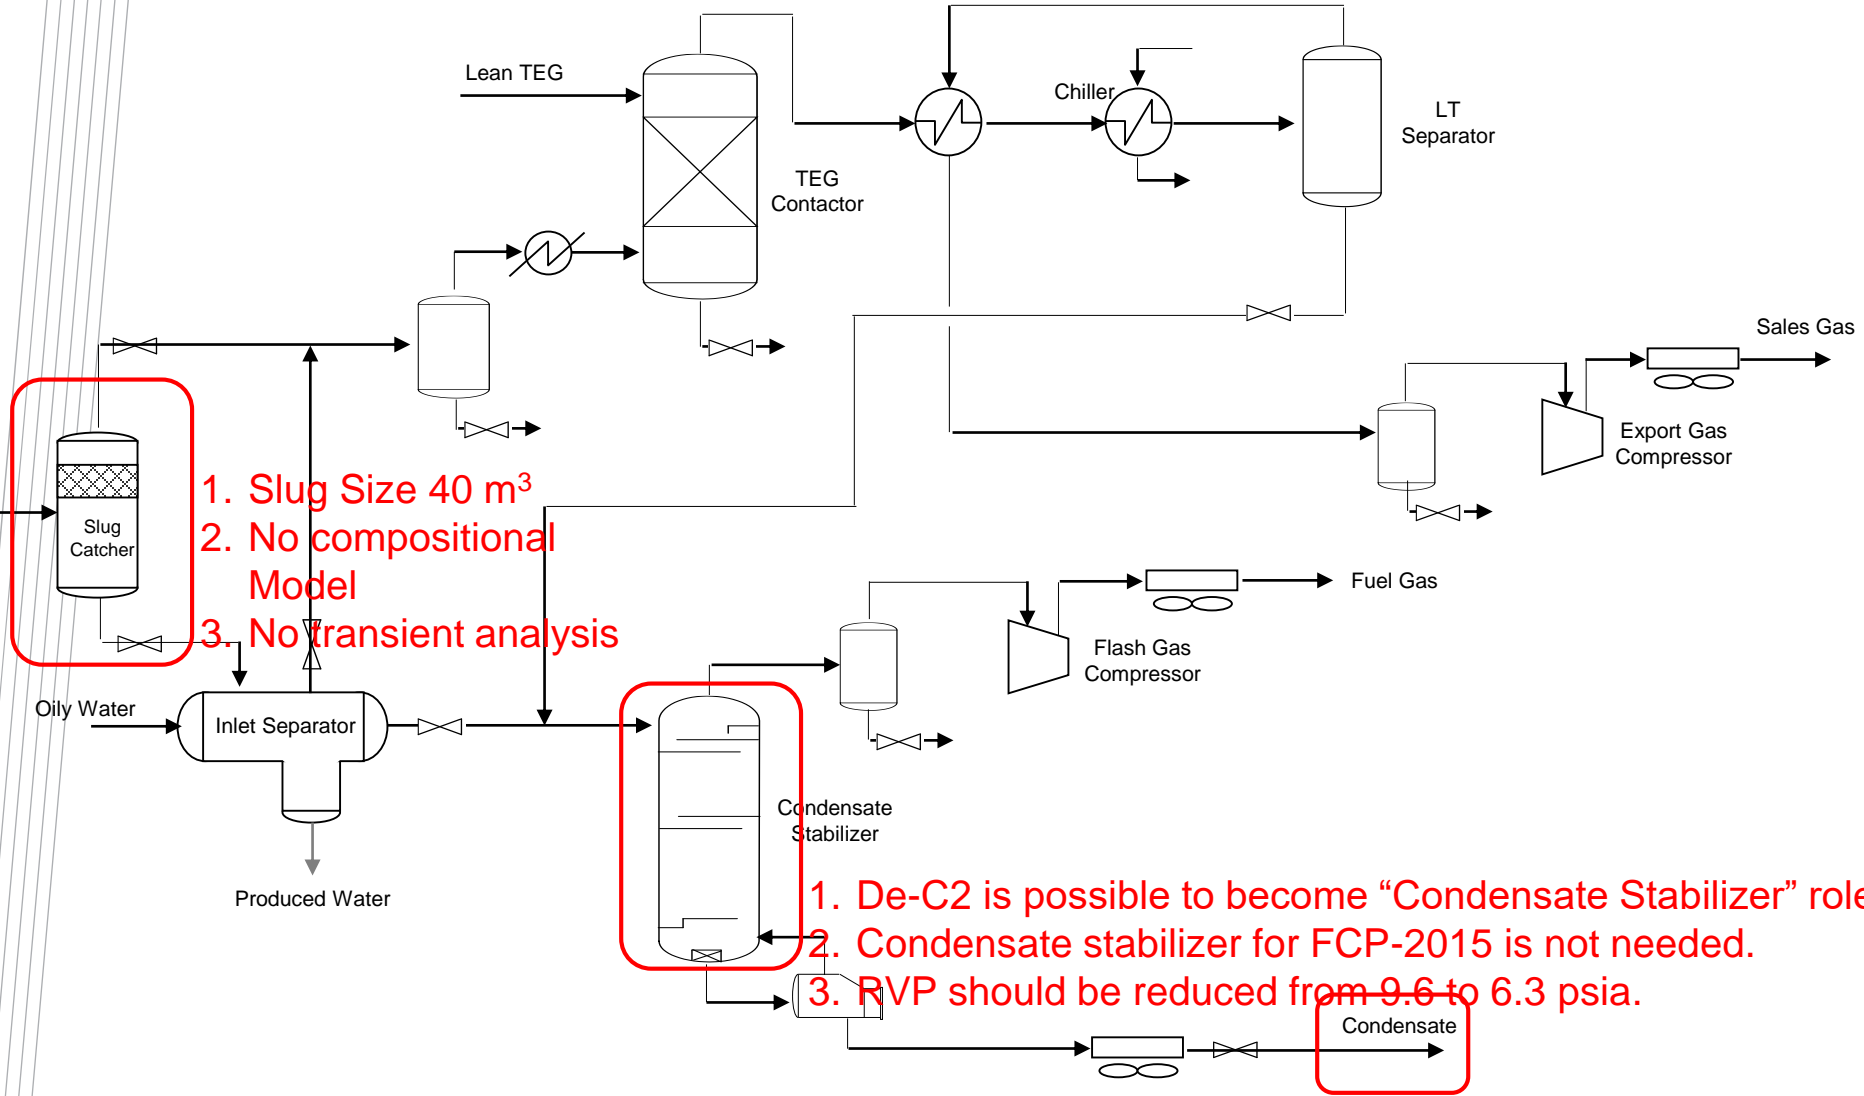 Lean TEG
Chiller
LT
Separator
TEG
Contactor
Sales Gas
Export Gas
Compressor
Slug
Catcher
1. Slug Size 40 m³
2. No compositional
Model
3. No transient analysis
Fuel Gas
Flash Gas
Compressor
Oily Water
Inlet Separator
Condensate
Stabilizer
Produced Water
1. De-C2 is possible to become “Condensate Stabilizer” role
2. Condensate stabilizer for FCP-2015 is not needed.
3. RVP should be reduced from 9.6 to 6.3 psia.
Condensate